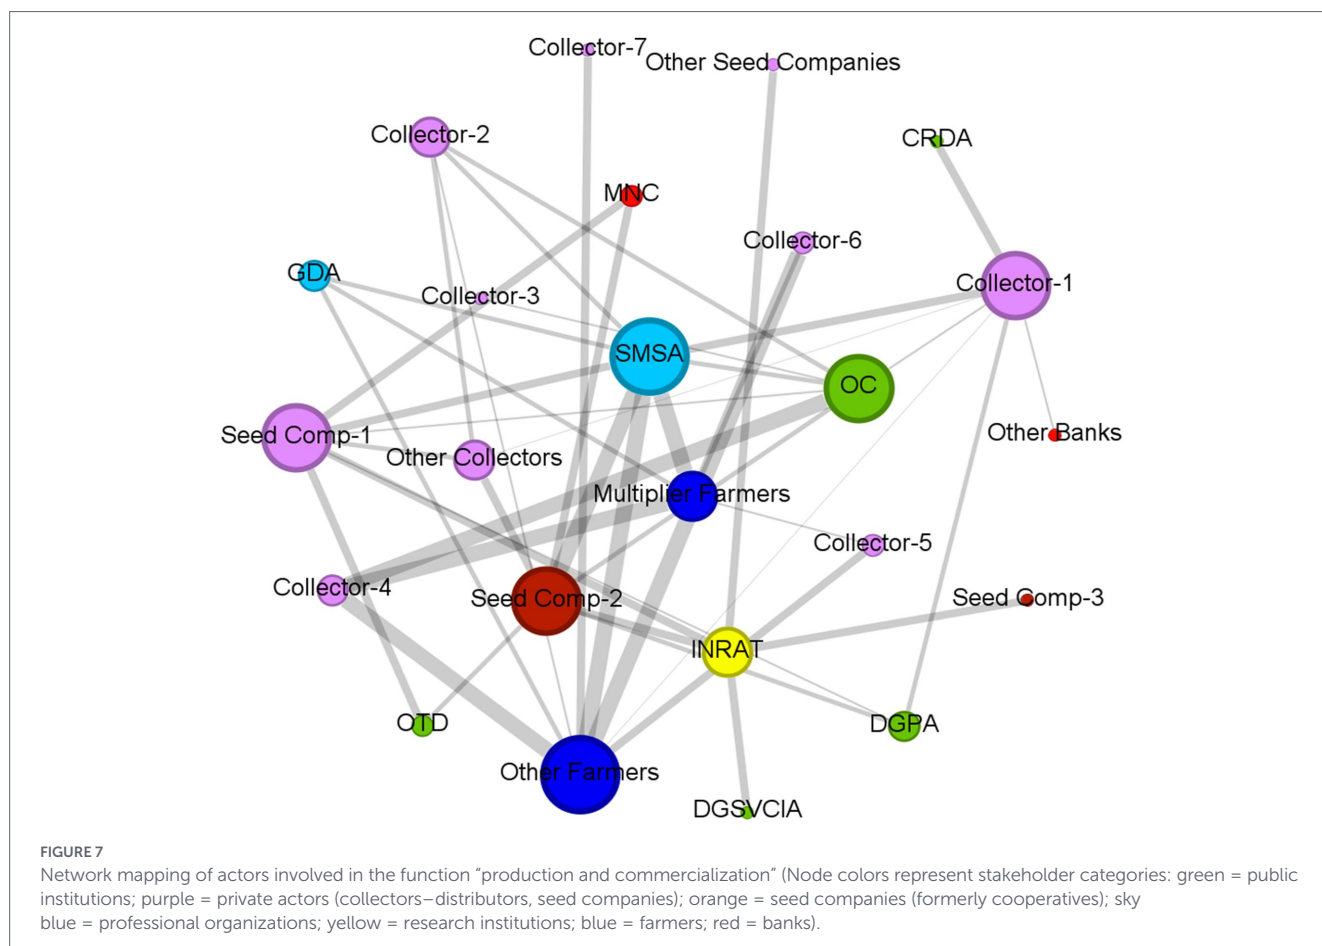 Collector-7
Other Seed Companies
Collector-2
CRDA
MNC
Collector-6
GDA
Collector-3
Collector-1
SMSA
OC
Seed Comp-1
Other Collectors
Other Banks
Multiplier Farmers
Collector-5
Collector-4
Seed Comp-2
Seed Comp-3
INRAT
OTD
DGPA
Other Farmers
DGSVCIA
FIGURE 7
Network mapping of actors involved in the function “production and commercialization” (Node colors represent stakeholder categories: green = public
institutions; purple = private actors (collectors–distributors, seed companies); orange = seed companies (formerly cooperatives); sky
blue = professional organizations; yellow = research institutions; blue = farmers; red = banks).